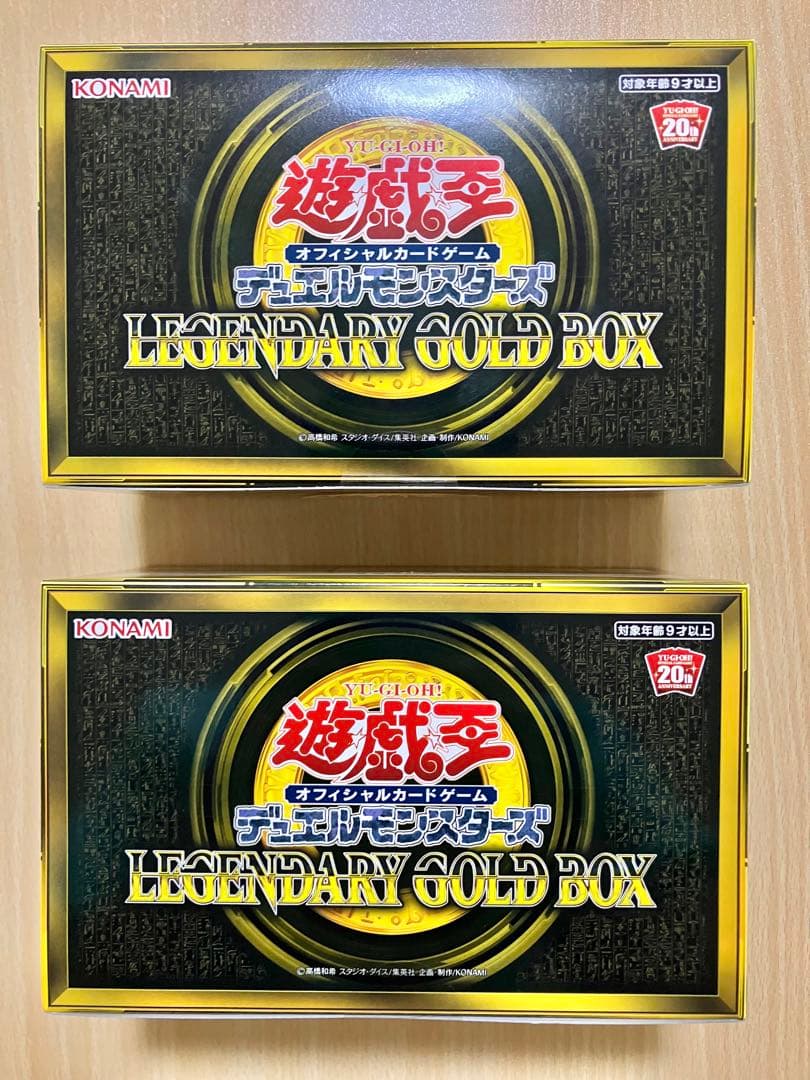 KONAMI
対象年齢9才以上
YU-GI-OH!
20th
ANNIVERSARY
YU-GI-OH!
遊戯王
オフィシャルカードゲーム
デュエルモンスターズ
LEGENDARY GOLD BOX
©高橋和希 スタジオ・ダイス/集英社 企画・制作/KONAMI
KONAMI
対象年齢9才以上
YU-GI-OH!
20th
ANNIVERSARY
YU-GI-OH!
遊戯王
オフィシャルカードゲーム
デュエルモンスターズ
LEGENDARY GOLD BOX
©高橋和希 スタジオ・ダイス/集英社 企画・制作/KONAMI